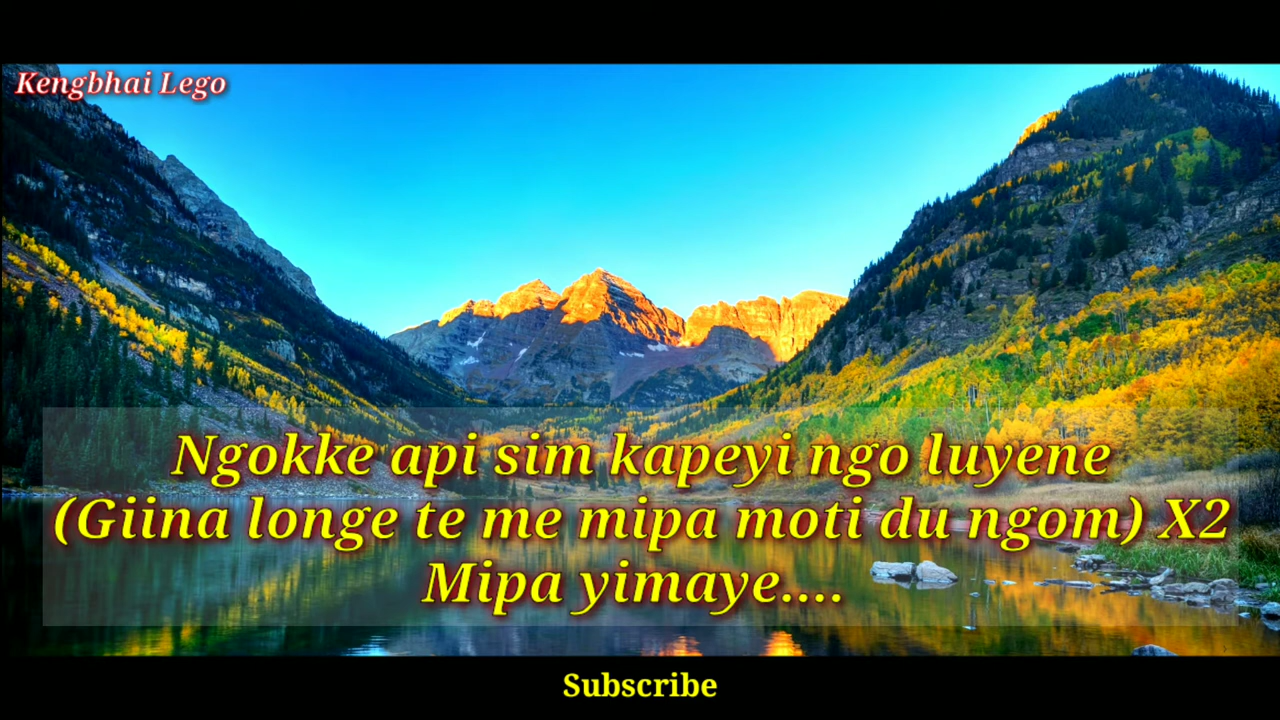 Kengbhai Lego
Ngokke api sim kapeyi ngo luyene
(Giina longe te me mipa moti du ngom) X2
Mipa yimaye....
Subscribe